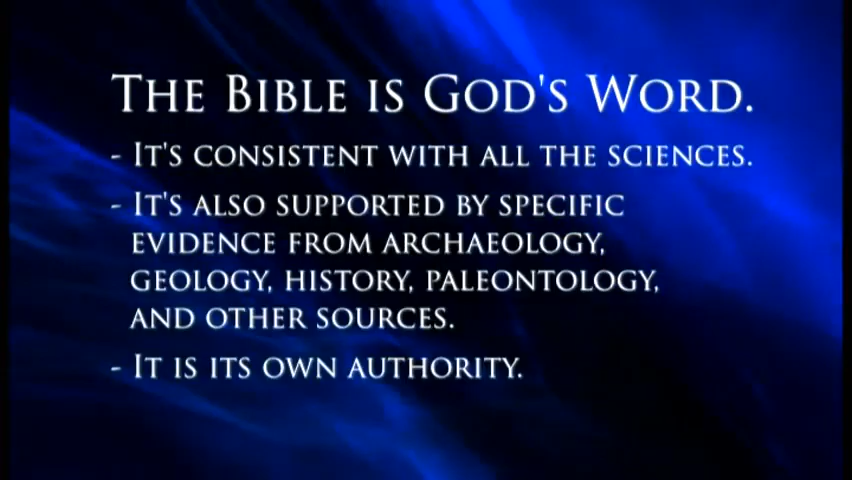 The Bible is God's Word.
- It's consistent with all the sciences.
- It's also supported by specific
evidence from archaeology,
geology, history, paleontology,
and other sources.
- It is its own authority.